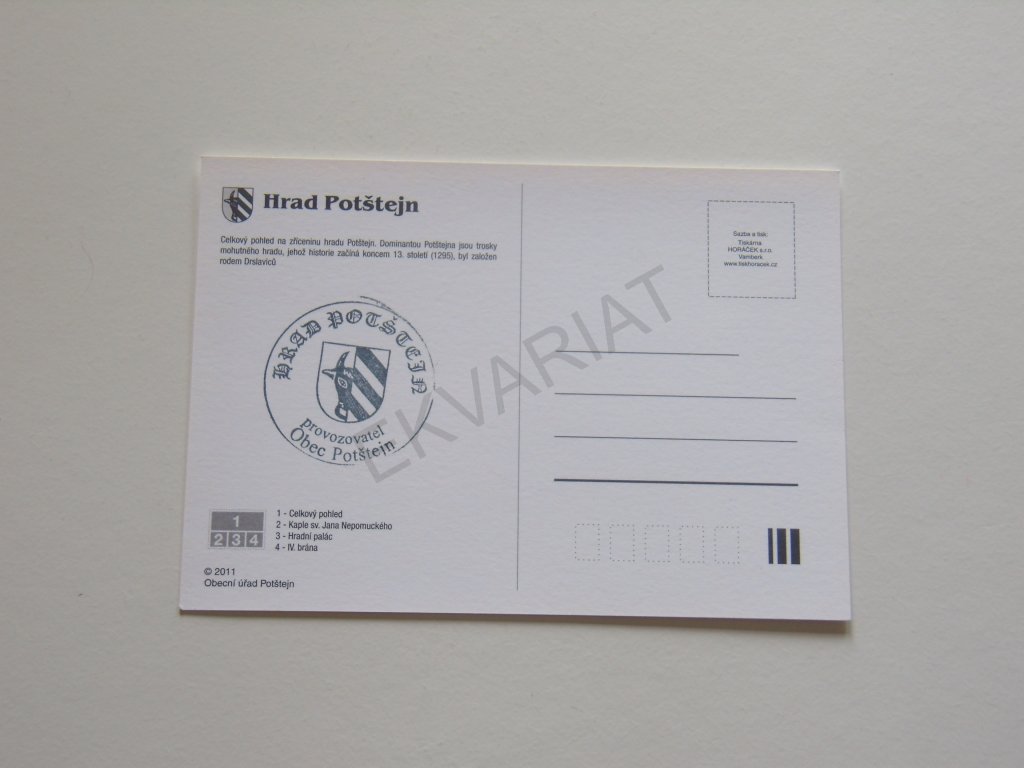 Hrad Potštejn
Celkový pohled na zříceninu hradu Potštejn. Dominantou Potštejna jsou trosky
mohutného hradu, jehož historie začíná koncem 13. století (1295), byl založen
rodem Drslaviců
HRAD POTŠTEJN
provozovatel
Obec Potštejn
1
2 3 4
1 - Celkový pohled
2 - Kaple sv. Jana Nepomuckého
3 - Hradní palác
4 - IV. brána
© 2011
Obecní úřad Potštejn
Sazba a tisk:
Tiskárna
HORÁČEK s.r.o.
Vamberk
www.tiskhoracek.cz
EKVARIAT